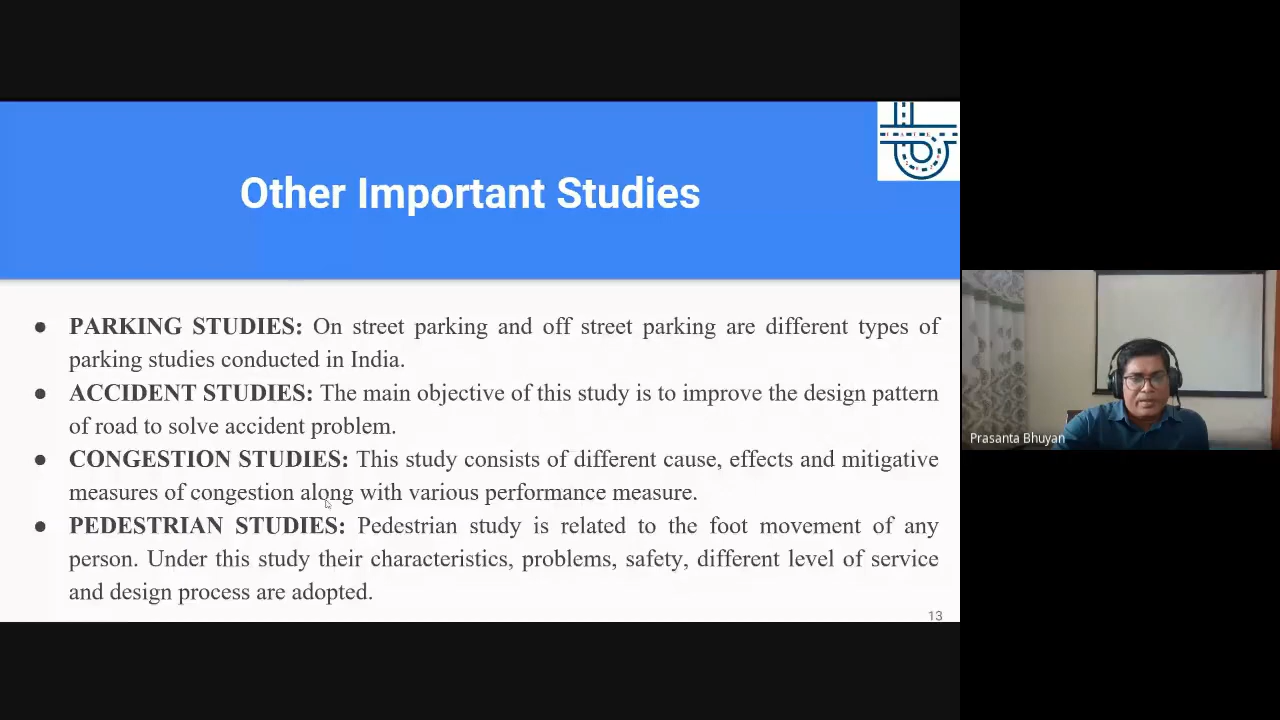 Other Important Studies
● PARKING STUDIES: On street parking and off street parking are different types of
parking studies conducted in India.
● ACCIDENT STUDIES: The main objective of this study is to improve the design pattern
of road to solve accident problem.
● CONGESTION STUDIES: This study consists of different cause, effects and mitigative
measures of congestion along with various performance measure.
● PEDESTRIAN STUDIES: Pedestrian study is related to the foot movement of any
person. Under this study their characteristics, problems, safety, different level of service
and design process are adopted.
13
Prasanta Bhuyan